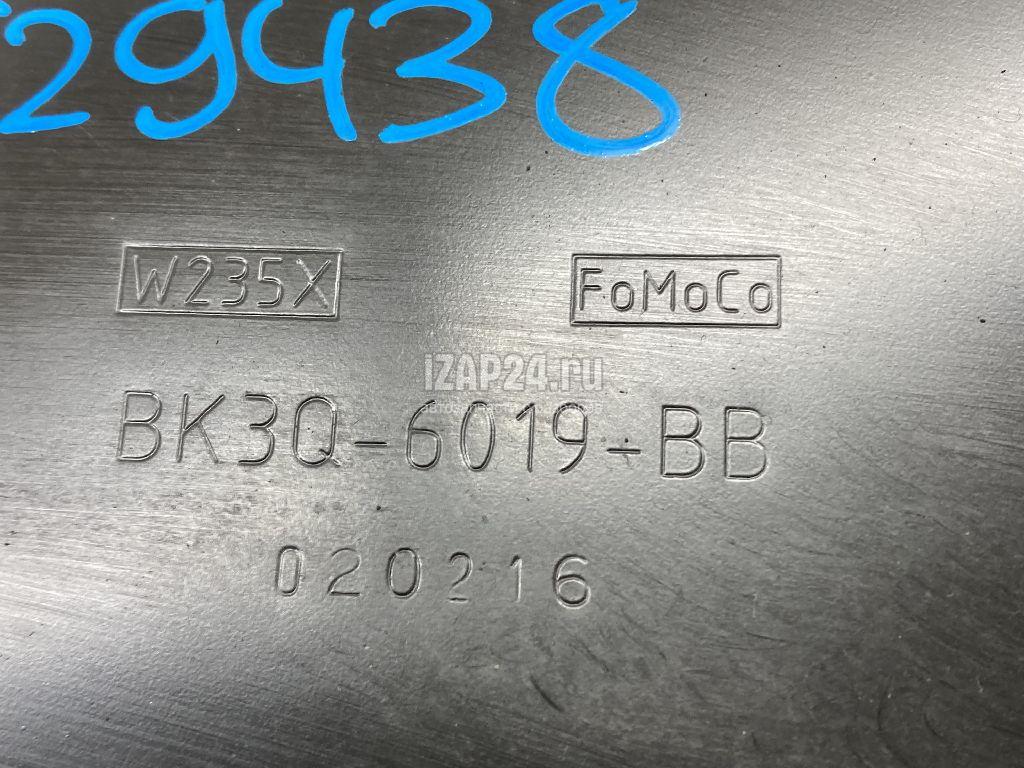 29438
W235X FoMoCo
IZAP24.ru
BK3Q-6019-BB
020216